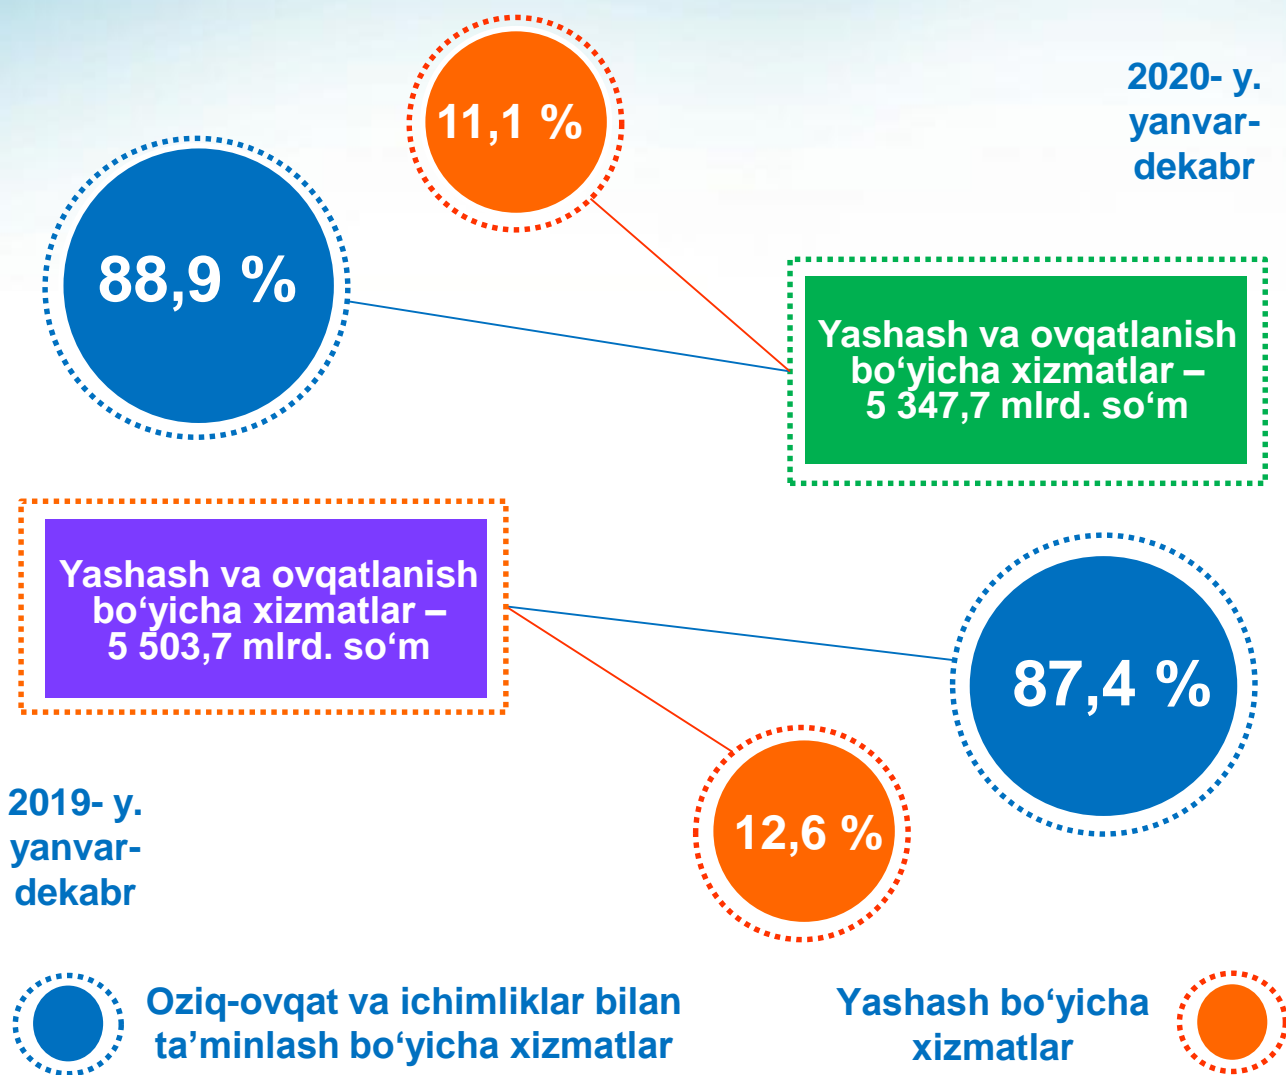 11,1 %
2020- y.
yanvar-
dekabr
88,9 %
Yashash va ovqatlanish
bo‘yicha xizmatlar –
5 347,7 mlrd. so‘m
Yashash va ovqatlanish
bo‘yicha xizmatlar –
5 503,7 mlrd. so‘m
87,4 %
12,6 %
2019- y.
yanvar-
dekabr
Oziq-ovqat va ichimliklar bilan
ta’minlash bo‘yicha xizmatlar
Yashash bo‘yicha
xizmatlar